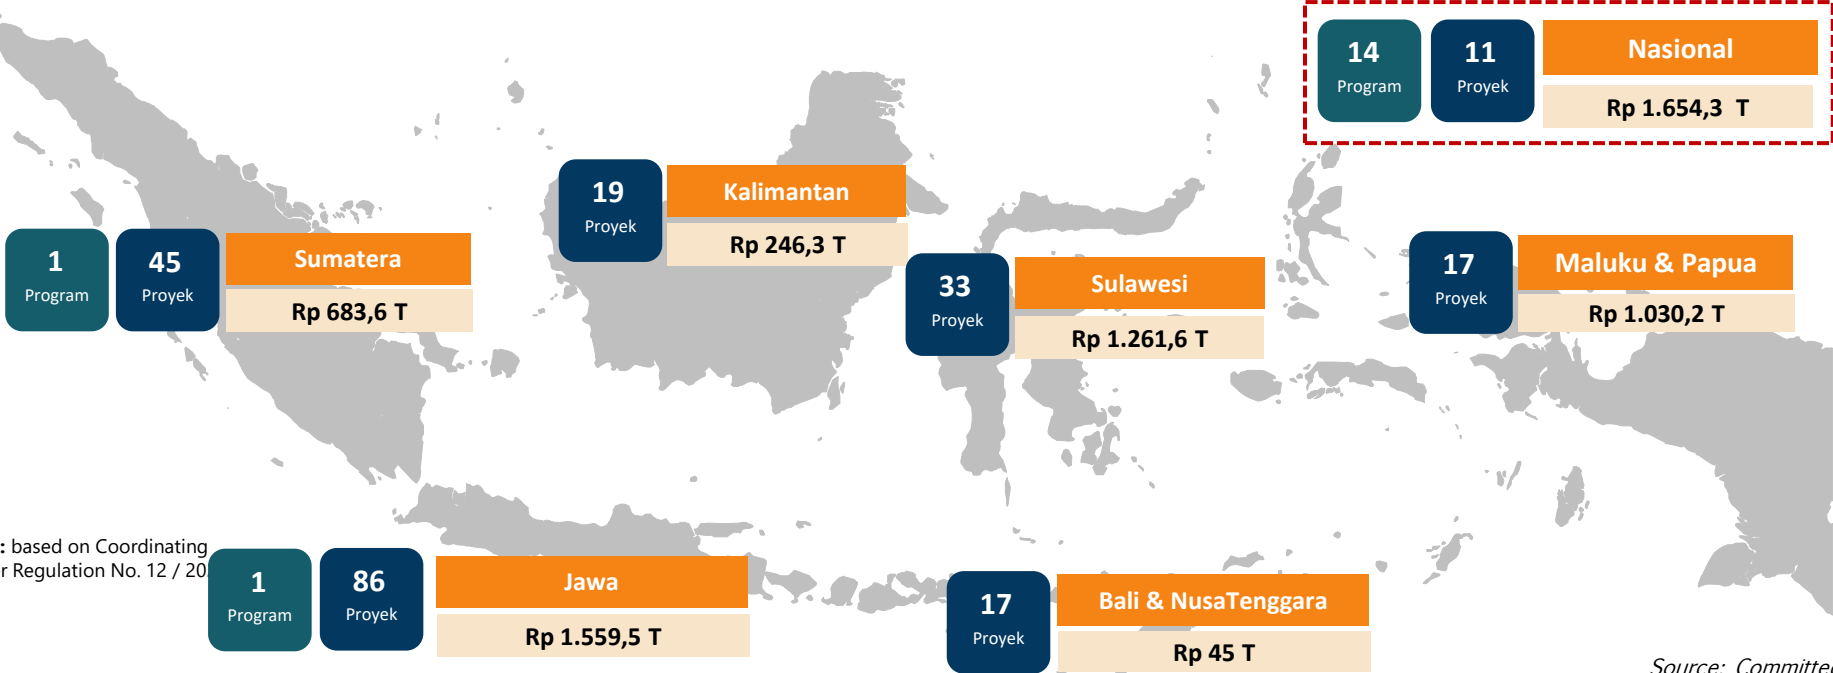 14
Program
11
Proyek
Nasional
Rp 1.654,3 T
19
Proyek
Kalimantan
Rp 246,3 T
1
Program
45
Proyek
Sumatera
Rp 683,6 T
33
Proyek
Sulawesi
Rp 1.261,6 T
17
Proyek
Maluku & Papua
Rp 1.030,2 T
: based on Coordinating
r Regulation No. 12 / 20
1
Program
86
Proyek
Jawa
Rp 1.559,5 T
17
Proyek
Bali & NusaTenggara
Rp 45 T
Source: Committee